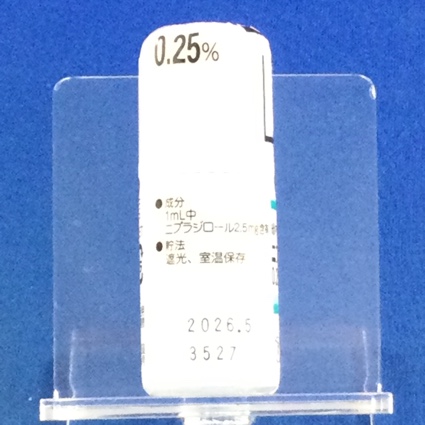 0.25%
●成分
1mL中
ニプラジロール2.5mg含有
●貯法
遮光、室温保存
2026.5
3527